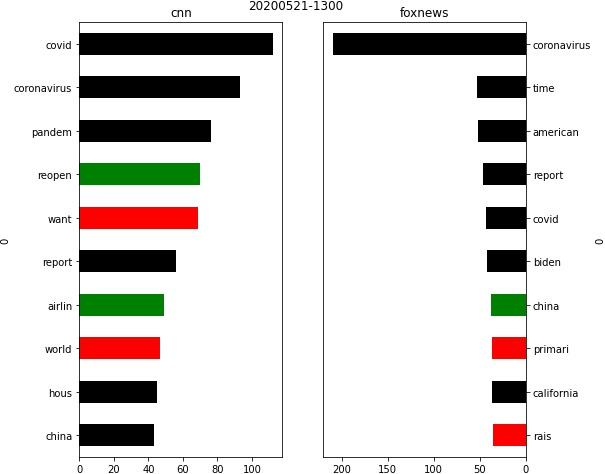 20200521-1300
cnn
foxnews
covid
coronavirus
pandem
reopen
want
report
airlin
world
hous
china
0
0 20 40 60 80 100
coronavirus
time
american
report
covid
biden
china
primari
california
rais
0
200 150 100 50 0